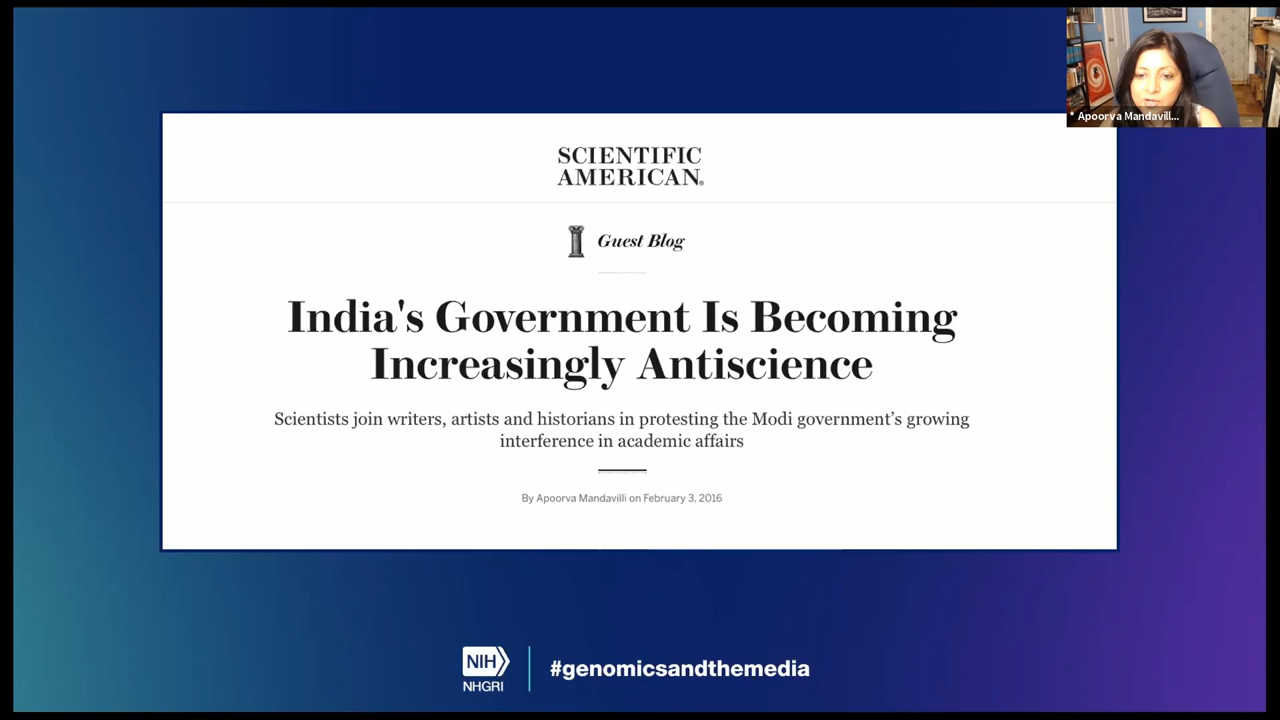 * Apoorva Mandavill...
SCIENTIFIC
AMERICAN®
Guest Blog
India's Government Is Becoming
Increasingly Antiscience
Scientists join writers, artists and historians in protesting the Modi government’s growing
interference in academic affairs
By Apoorva Mandavilli on February 3, 2016
NIH
NHGRI
#genomicsandthemedia